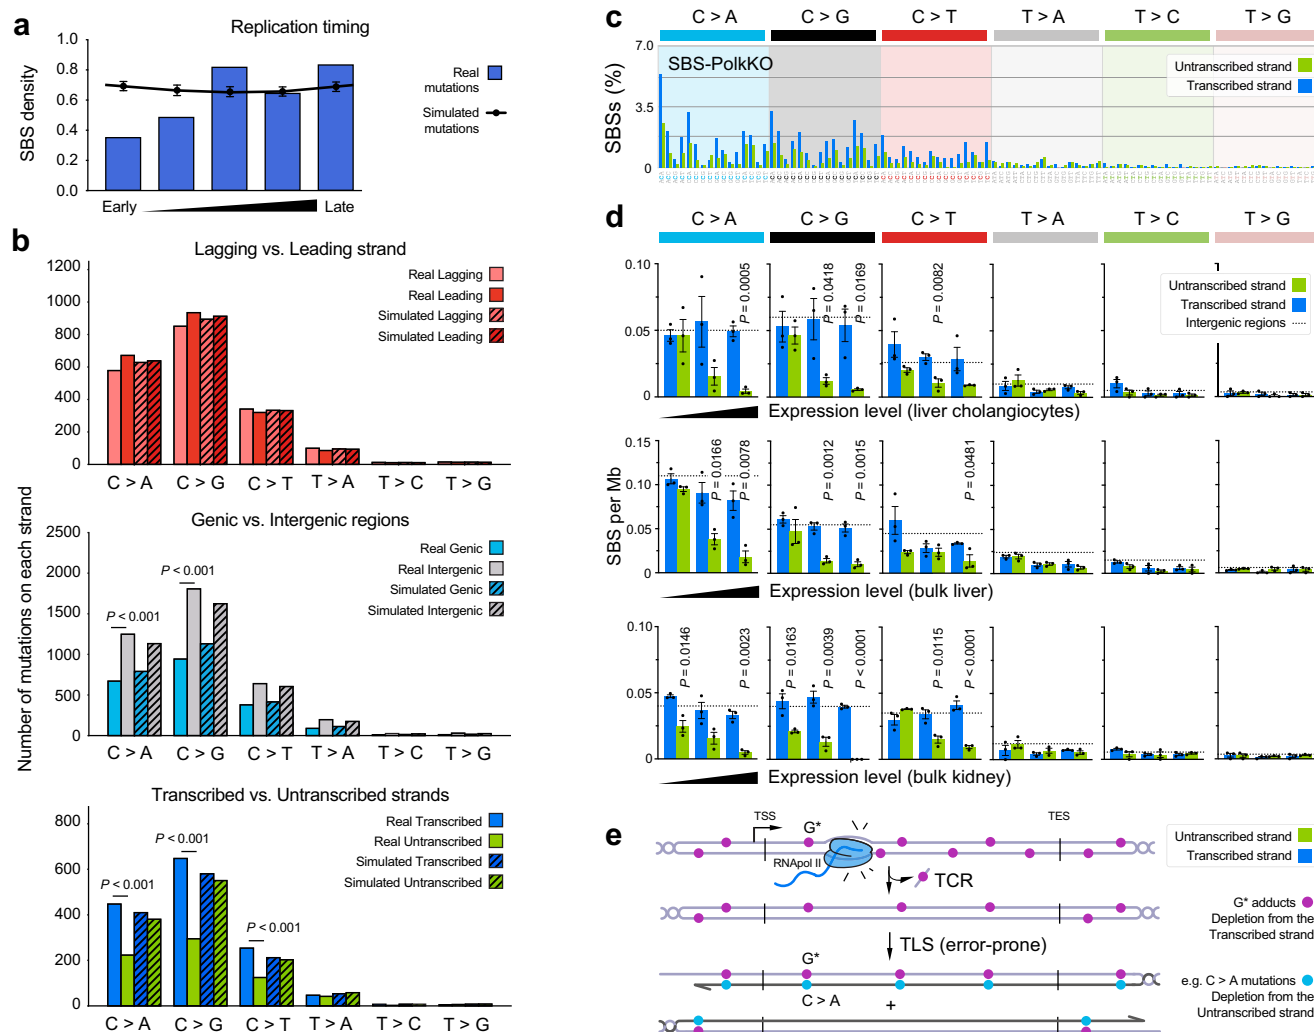 a
Replication timing
SBS density
1.0
0.8
0.6
0.4
0.2
0.0
Early
Late
Real
mutations
Simulated
mutations
b
Number of mutations on each strand
Lagging vs. Leading strand
1200
1000
800
600
400
200
0
Real Lagging
Real Leading
Simulated Lagging
Simulated Leading
C > A
C > G
C > T
T > A
T > C
T > G
Genic vs. Intergenic regions
2500
2000
1500
1000
500
0
Real Genic
Real Intergenic
Simulated Genic
Simulated Intergenic
P < 0.001
P < 0.001
C > A
C > G
C > T
T > A
T > C
T > G
Transcribed vs. Untranscribed strands
800
600
400
200
0
Real Transcribed
Real Untranscribed
Simulated Transcribed
Simulated Untranscribed
P < 0.001
P < 0.001
P < 0.001
C > A
C > G
C > T
T > A
T > C
T > G
c
C > A
C > G
C > T
T > A
T > C
T > G
SBSs (%)
7.0
3.5
0
SBS-PolkKO
Untranscribed strand
Transcribed strand
d
C > A
C > G
C > T
T > A
T > C
T > G
SBS per Mb
0.10
0.05
0
P = 0.0005
P = 0.0418
P = 0.0169
P = 0.0082
Untranscribed strand
Transcribed strand
Intergenic regions
Expression level (liver cholangiocytes)
0.15
0.10
0.05
0
P = 0.0166
P = 0.0078
P = 0.0012
P = 0.0015
P = 0.0481
Expression level (bulk liver)
0.10
0.05
0
P = 0.0146
P = 0.0023
P = 0.0163
P = 0.0039
P < 0.0001
P = 0.0115
P < 0.0001
Expression level (bulk kidney)
e
TSS
G*
TES
RNApol II
TCR
TLS (error-prone)
G*
C > A
+
Untranscribed strand
Transcribed strand
G* adducts
Depletion from the
Transcribed strand
e.g. C > A mutations
Depletion from the
Untranscribed strand